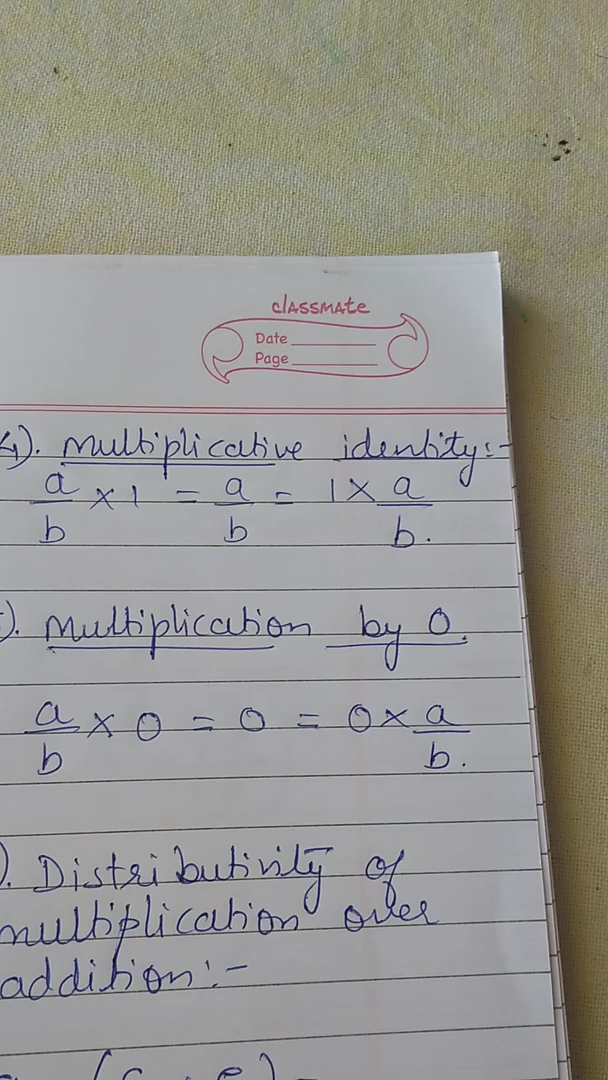 classmate
Date
Page
4). Multiplicative identity:-
a/b × 1 = a/b = 1 × a/b.
). Multiplication by 0.
a/b × 0 = 0 = 0 × a/b.
). Distributivity of
multiplication over
addition:-